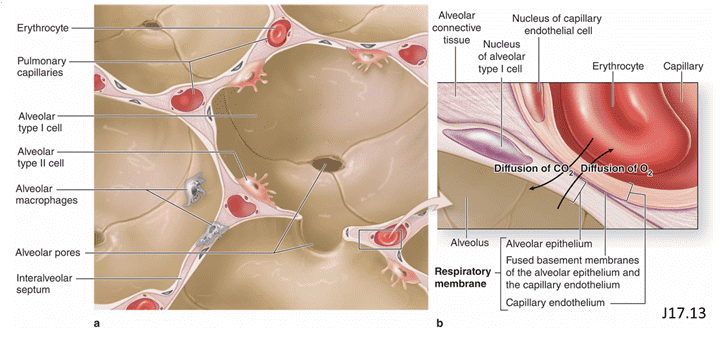 Erythrocyte
Pulmonary
capillaries
Alveolar
type I cell
Alveolar
type II cell
Alveolar
macrophages
Alveolar pores
Interalveolar
septum
a
Alveolar
connective
tissue
Nucleus
of alveolar
type I cell
Nucleus of capillary
endothelial cell
Erythrocyte
Capillary
Diffusion of CO₂
Diffusion of O₂
Alveolus
Respiratory
membrane
Alveolar epithelium
Fused basement membranes
of the alveolar epithelium and
the capillary endothelium
Capillary endothelium
b
J17.13